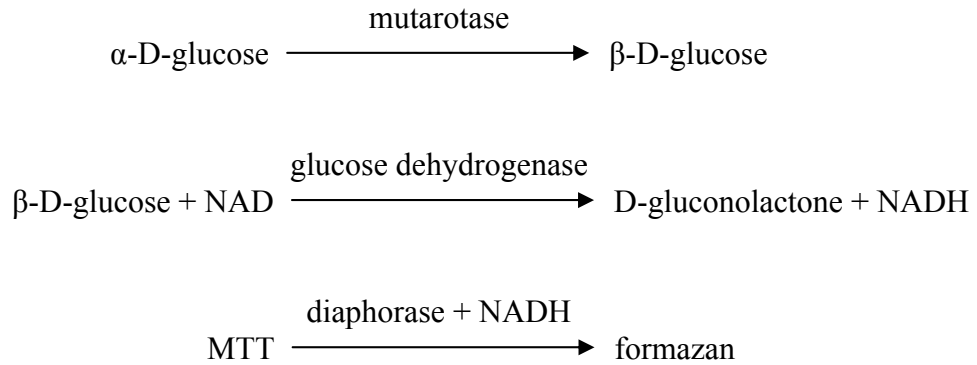 mutarotase
α-D-glucose β-D-glucose
glucose dehydrogenase
β-D-glucose + NAD D-gluconolactone + NADH
diaphorase + NADH
MTT formazan